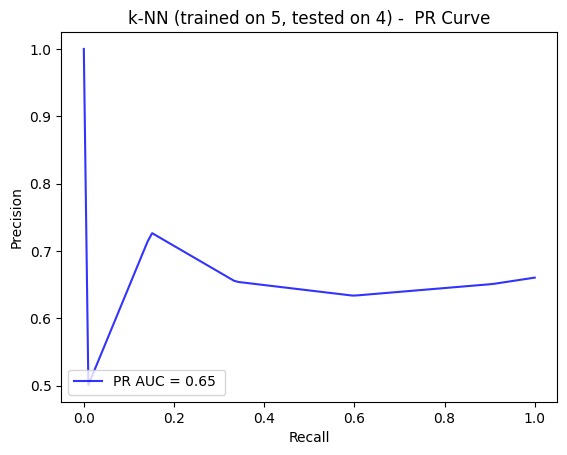 k-NN (trained on 5, tested on 4) -  PR Curve
1.0
0.9
0.8
0.7
0.6
0.5
Precision
PR AUC = 0.65
0.0 0.2 0.4 0.6 0.8 1.0
Recall